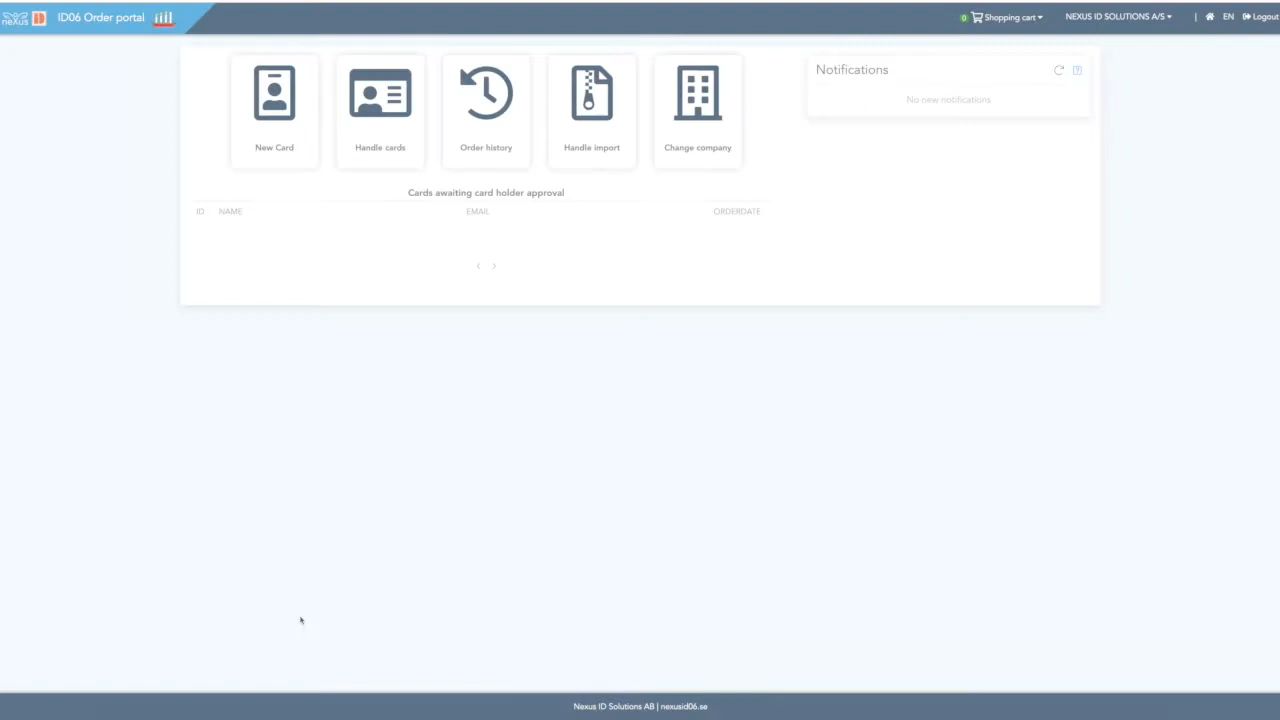 neXus ID ID06 Order portal 0 Shopping cart NEXUS ID SOLUTIONS A/S | EN Logout
New Card Handle cards Order history Handle import Change company
Notifications
No new notifications
Cards awaiting card holder approval
ID NAME EMAIL ORDERDATE
Nexus ID Solutions AB | nexusid06.se